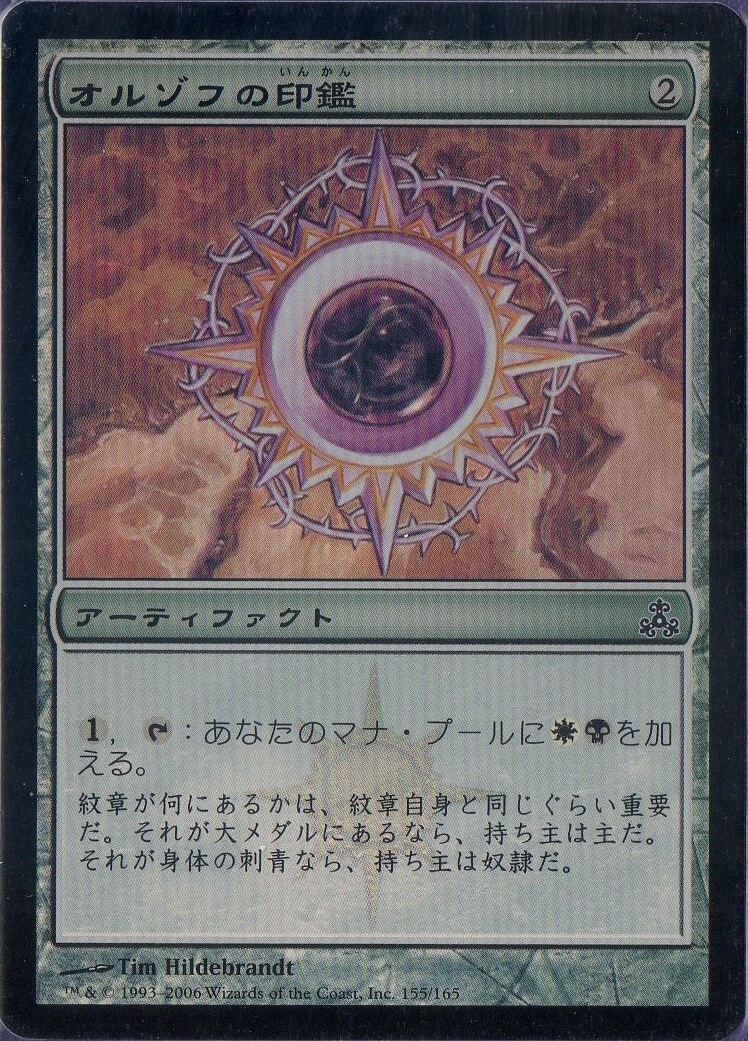 いんかん
オルゾフの印鑑 2
アーティファクト
1, : あなたのマナ・プールにを加
える。
紋章が何にあるかは、紋章自身と同じぐらい重要
だ。それが大メダルにあるなら、持ち主は主だ。
それが身体の刺青なら、持ち主は奴隷だ。
Tim Hildebrandt
™ & © 1993–2006 Wizards of the Coast, Inc. 155/165